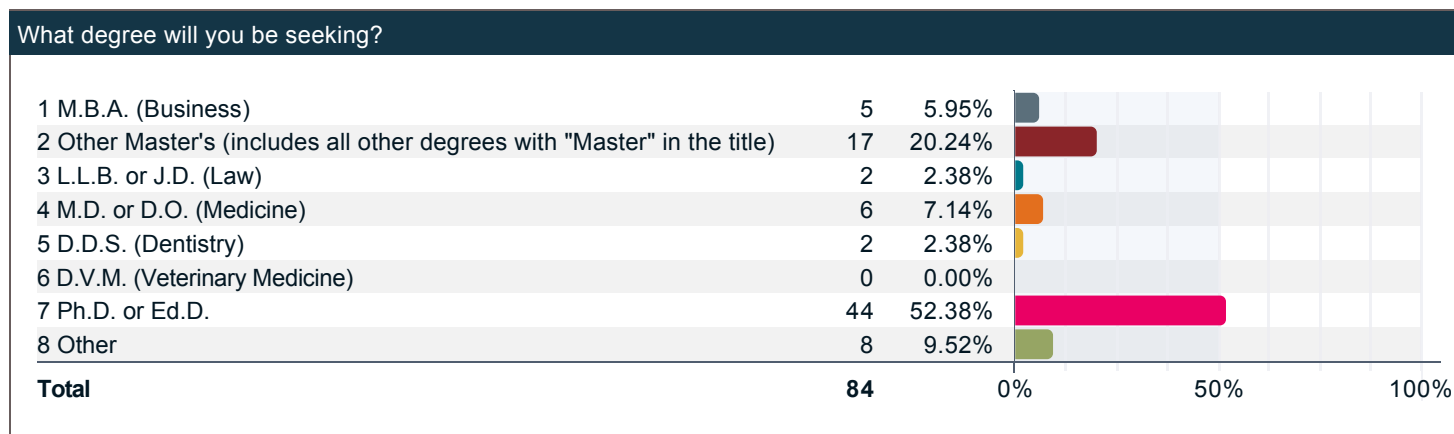 What degree will you be seeking?
1 M.B.A. (Business) 5 5.95%
2 Other Master's (includes all other degrees with "Master" in the title) 17 20.24%
3 L.L.B. or J.D. (Law) 2 2.38%
4 M.D. or D.O. (Medicine) 6 7.14%
5 D.D.S. (Dentistry) 2 2.38%
6 D.V.M. (Veterinary Medicine) 0 0.00%
7 Ph.D. or Ed.D. 44 52.38%
8 Other 8 9.52%
Total 84 0% 50% 100%